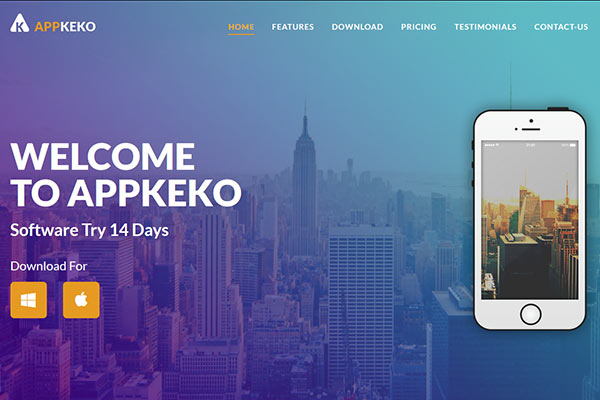 APPKEKO
HOME FEATURES DOWNLOAD PRICING TESTIMONIALS CONTACT-US
WELCOME
TO APPKEKO
Software Try 14 Days
Download For